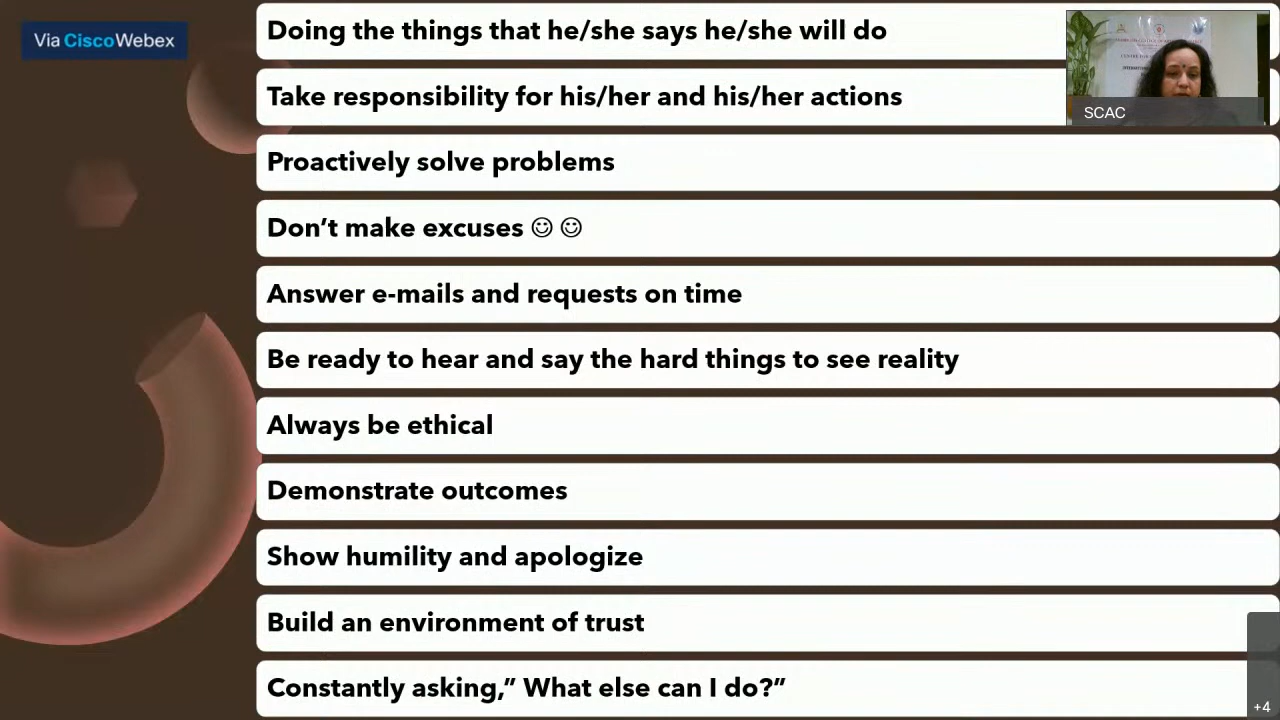 Via Cisco Webex
Doing the things that he/she says he/she will do
Take responsibility for his/her and his/her actions
SCAC
Proactively solve problems
Don’t make excuses ☺ ☺
Answer e-mails and requests on time
Be ready to hear and say the hard things to see reality
Always be ethical
Demonstrate outcomes
Show humility and apologize
Build an environment of trust
Constantly asking,” What else can I do?”
+4